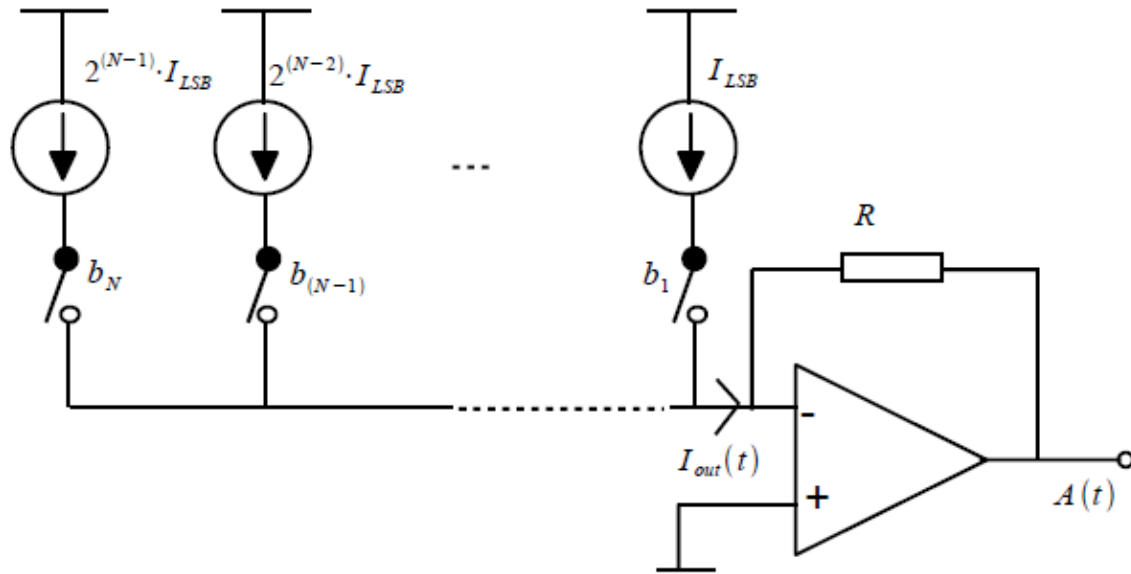 2^(N−1)·I_LSB
2^(N−2)·I_LSB
I_LSB
...
R
b_N
b_(N−1)
b_1
-
I_out(t)
+
A(t)